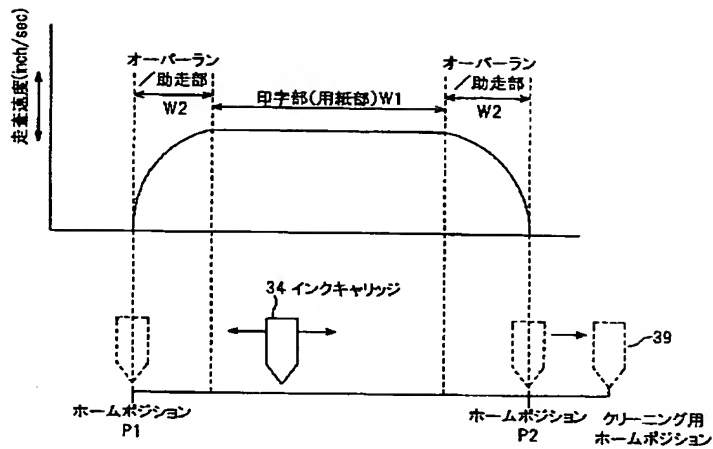 走査速度(inch/sec)
オーバーラン
/助走部
W2
印字部(用紙部)W1
オーバーラン
/助走部
W2
34 インクキャリッジ
39
ホームポジション
P1
ホームポジション
P2
クリーニング用
ホームポジション